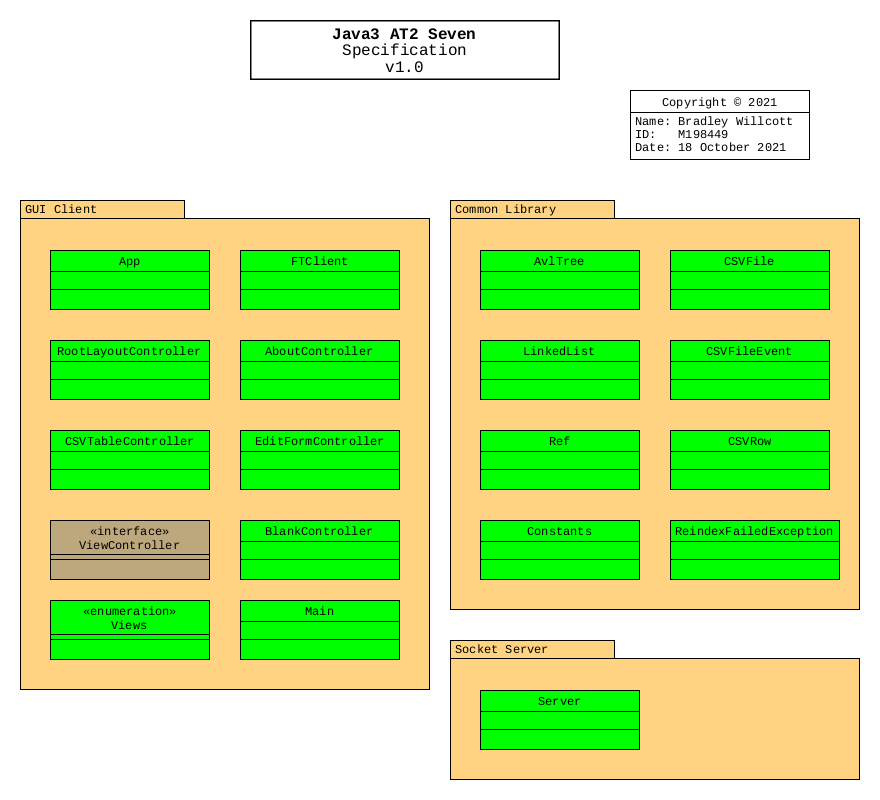 Java3 AT2 Seven
Specification
v1.0
Copyright © 2021
Name: Bradley Willcott
ID: M198449
Date: 18 October 2021
GUI Client
App
FTClient
RootLayoutController
AboutController
CSVTableController
EditFormController
«interface»
ViewController
BlankController
«enumeration»
Views
Main
Common Library
AvlTree
CSVFile
LinkedList
CSVFileEvent
Ref
CSVRow
Constants
ReindexFailedException
Socket Server
Server